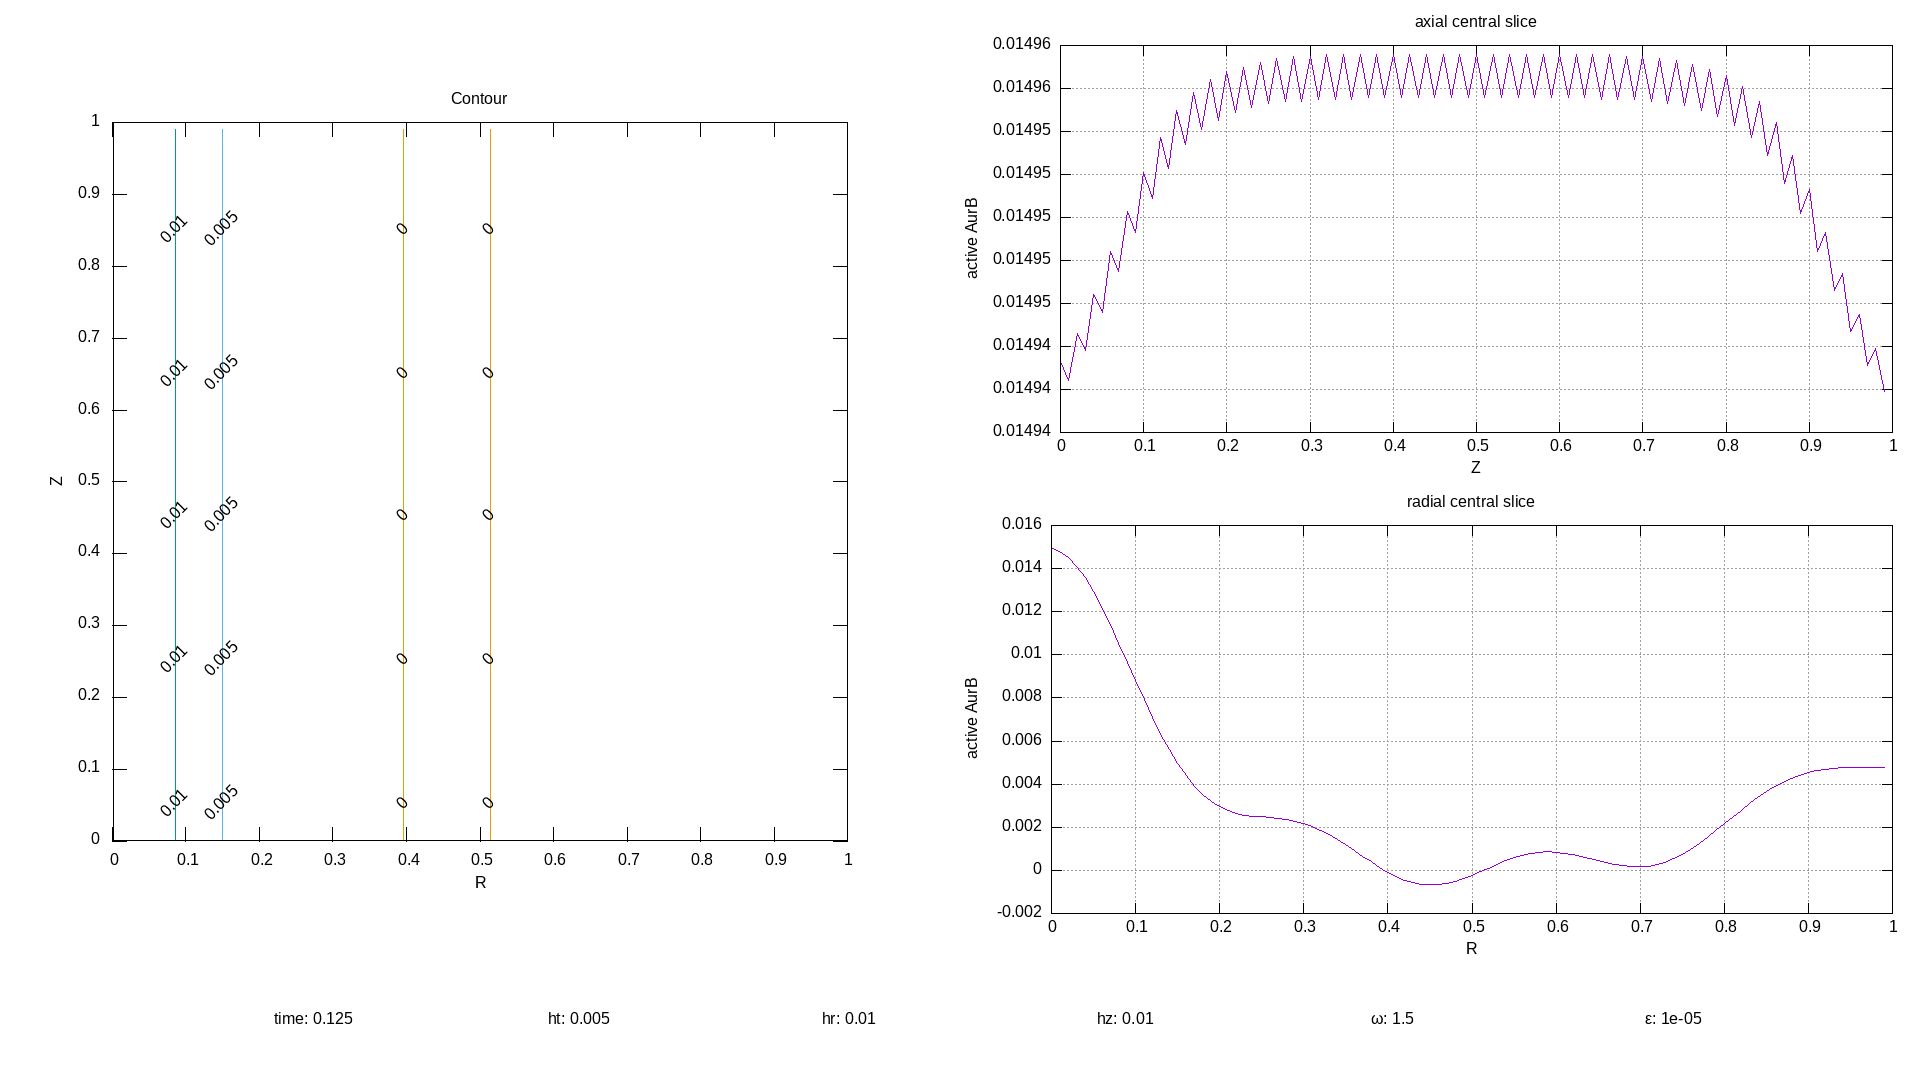 Contour
1
0.9
0.8
0.7
0.6
0.5
0.4
0.3
0.2
0.1
0
Z
0.01 0.005 0 0
0.01 0.005 0 0
0.01 0.005 0 0
0.01 0.005 0 0
0.01 0.005 0 0
0 0.1 0.2 0.3 0.4 0.5 0.6 0.7 0.8 0.9 1
R
axial central slice
0.01496
0.01496
0.01495
0.01495
0.01495
0.01495
0.01495
0.01494
0.01494
0.01494
active AurB
0 0.1 0.2 0.3 0.4 0.5 0.6 0.7 0.8 0.9 1
Z
radial central slice
0.016
0.014
0.012
0.01
0.008
0.006
0.004
0.002
0
-0.002
active AurB
0 0.1 0.2 0.3 0.4 0.5 0.6 0.7 0.8 0.9 1
R
time: 0.125 ht: 0.005 hr: 0.01 hz: 0.01 ω: 1.5 ε: 1e-05